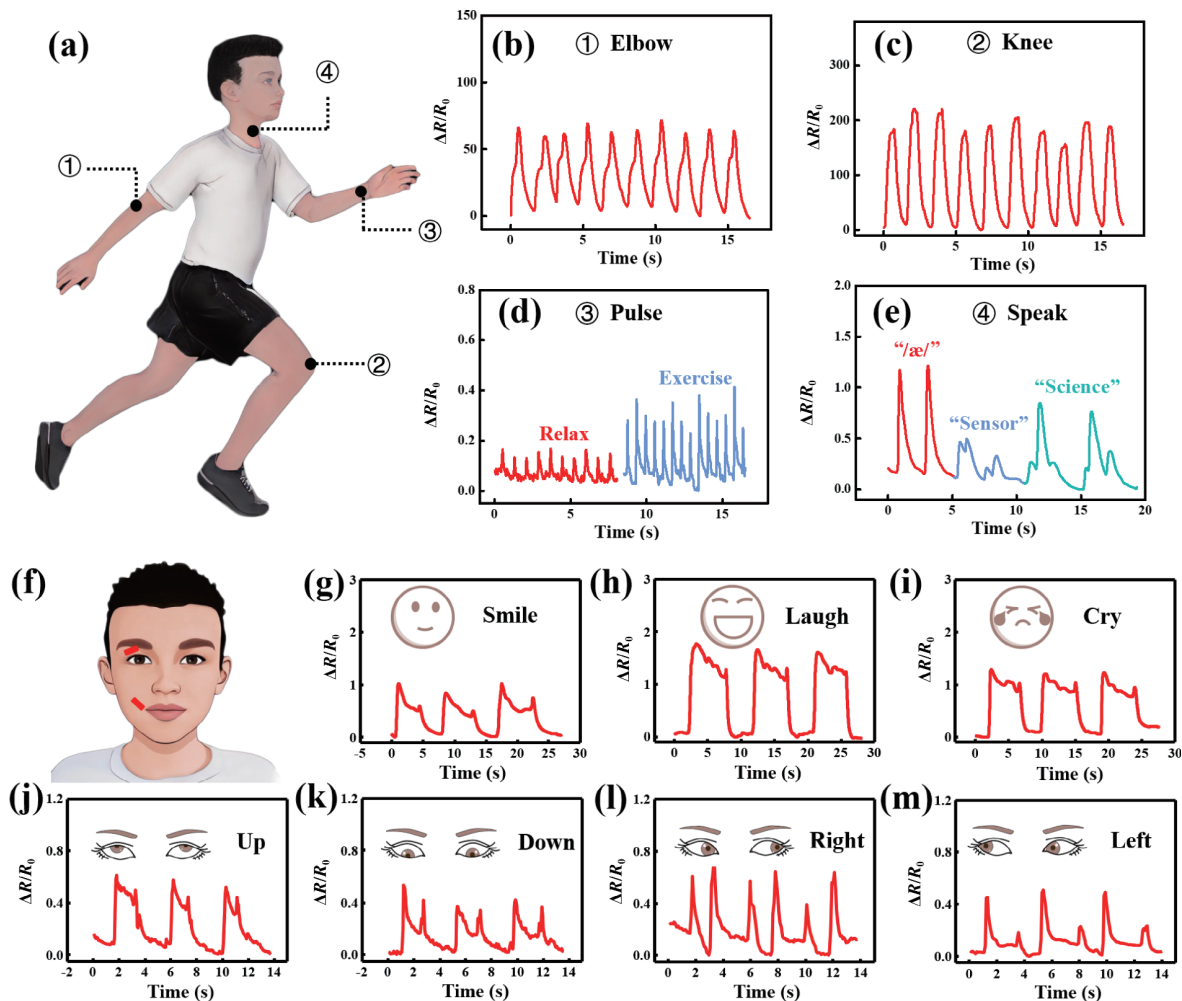 (a)
④
①
③
②
(b)
① Elbow
150
100
50
0
ΔR/R₀
0 5 10 15
Time (s)
(c)
② Knee
300
200
100
0
ΔR/R₀
0 5 10 15
Time (s)
(d)
③ Pulse
0.8
0.6
0.4
0.2
0.0
ΔR/R₀
Relax
Exercise
0 5 10 15
Time (s)
(e)
④ Speak
2.0
1.5
1.0
0.5
0.0
ΔR/R₀
“/æ/”
“Sensor”
“Science”
0 5 10 15 20
Time (s)
(f)
(g)
Smile
3
2
1
0
ΔR/R₀
-5 0 5 10 15 20 25 30
Time (s)
(h)
Laugh
3
2
1
0
ΔR/R₀
-5 0 5 10 15 20 25 30
Time (s)
(i)
Cry
3
2
1
0
ΔR/R₀
-5 0 5 10 15 20 25 30
Time (s)
(j)
Up
1.2
0.8
0.4
0.0
ΔR/R₀
-2 0 2 4 6 8 10 12 14
Time (s)
(k)
Down
1.2
0.8
0.4
0.0
ΔR/R₀
-2 0 2 4 6 8 10 12 14
Time (s)
(l)
Right
1.2
0.8
0.4
0.0
ΔR/R₀
0 2 4 6 8 10 12 14
Time (s)
(m)
Left
1.2
0.8
0.4
0.0
ΔR/R₀
-2 0 2 4 6 8 10 12 14
Time (s)